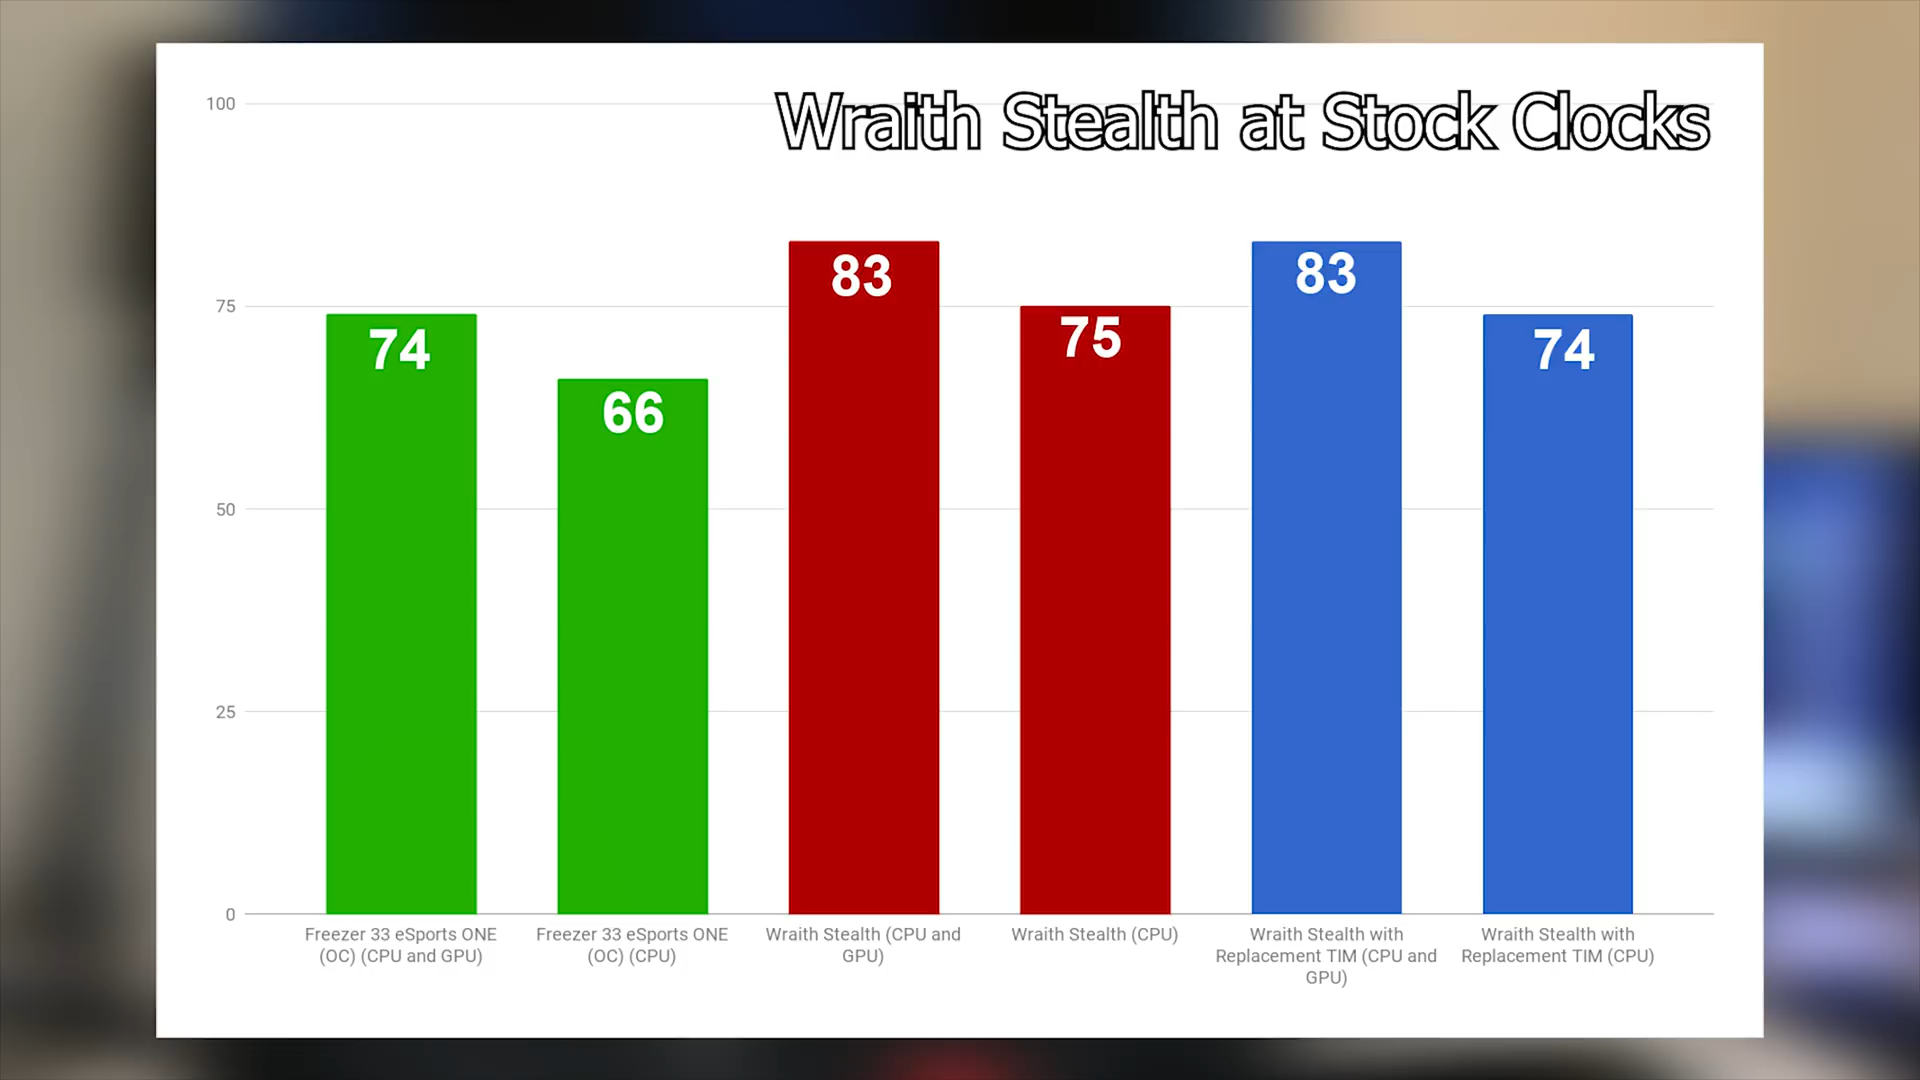 Wraith Stealth at Stock Clocks
100
75
50
25
0
74
66
83
75
83
74
Freezer 33 eSports ONE
(OC) (CPU and GPU)
Freezer 33 eSports ONE
(OC) (CPU)
Wraith Stealth (CPU and
GPU)
Wraith Stealth (CPU)
Wraith Stealth with
Replacement TIM (CPU and
GPU)
Wraith Stealth with
Replacement TIM (CPU)